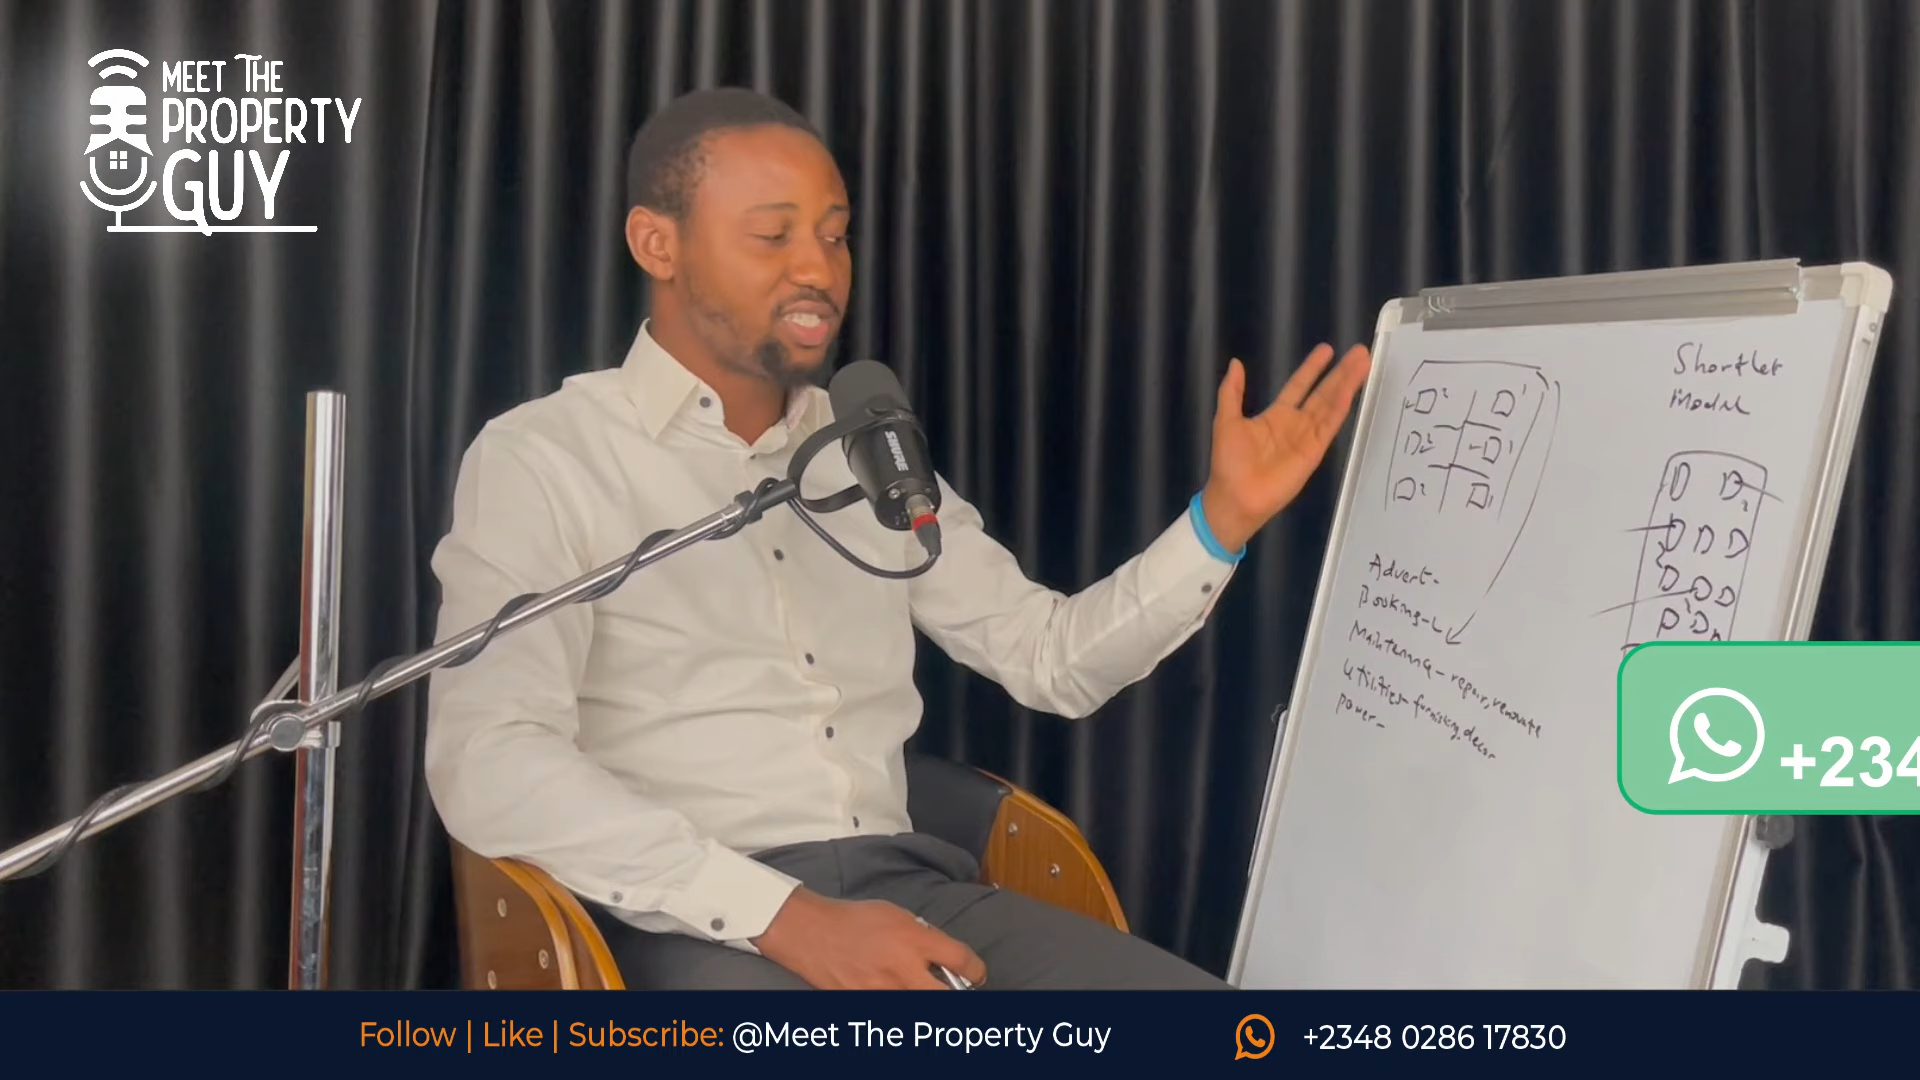 MEET THE
PROPERTY
GUY
SHURE
Shortlet
Model
Advert-
Booking-
Maintenance - repair, renovate
Utilities - furnishing, decor
Power-
+234
Follow | Like | Subscribe: @Meet The Property Guy
+2348 0286 17830